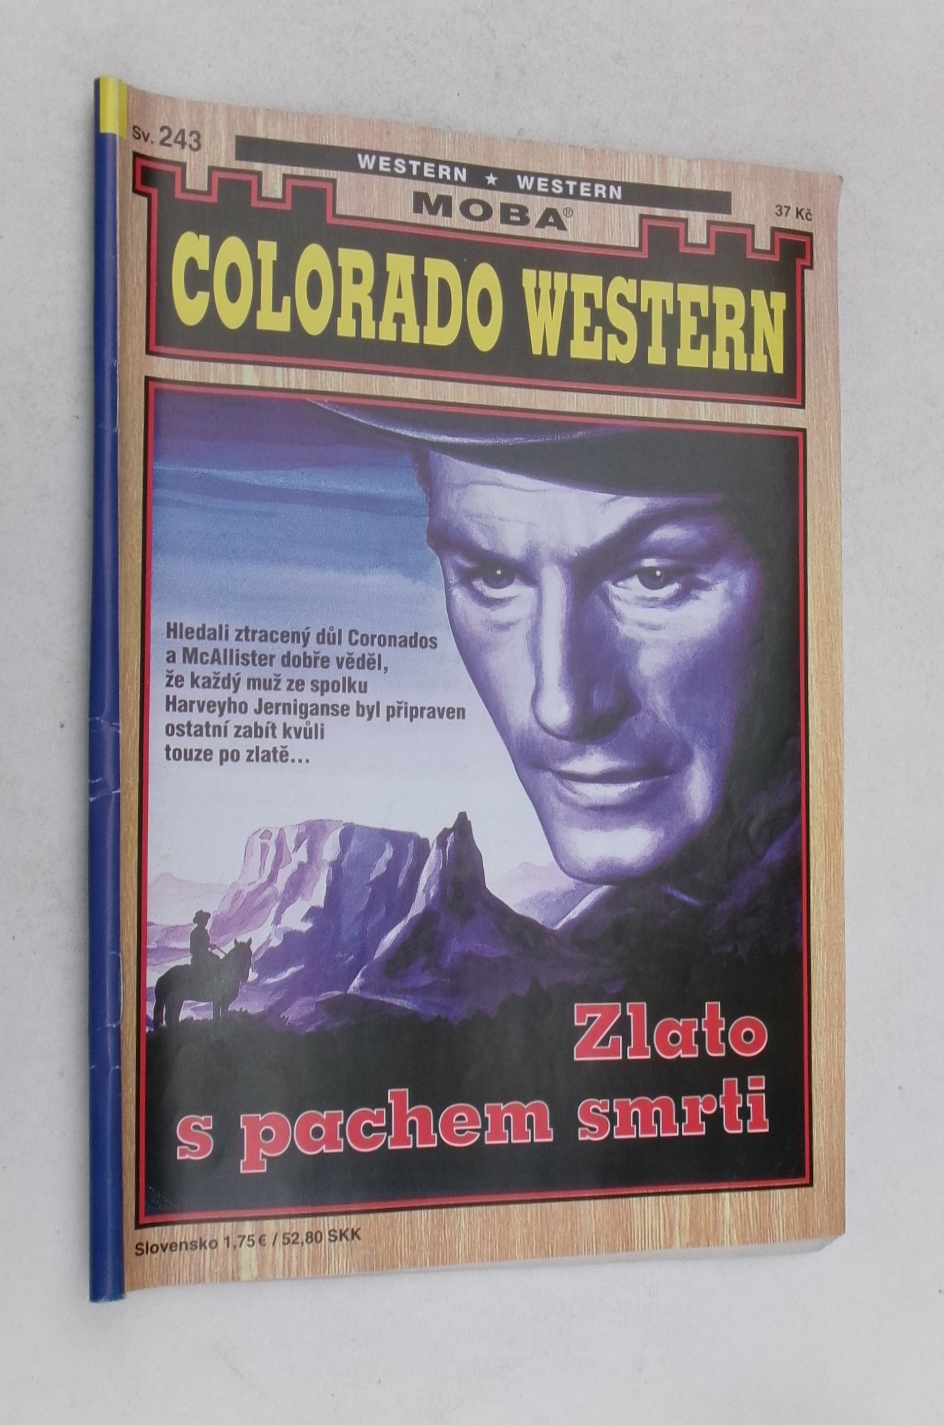 Sv. 243
WESTERN ★ WESTERN
MOBA®
37 Kč
COLORADO WESTERN
Hledali ztracený důl Coronados
a McAllister dobře věděl,
že každý muž ze spolku
Harveyho Jerniganse byl připraven
ostatní zabít kvůli
touze po zlatě...
Zlato
s pachem smrti
Slovensko 1,75 € / 52,80 SKK